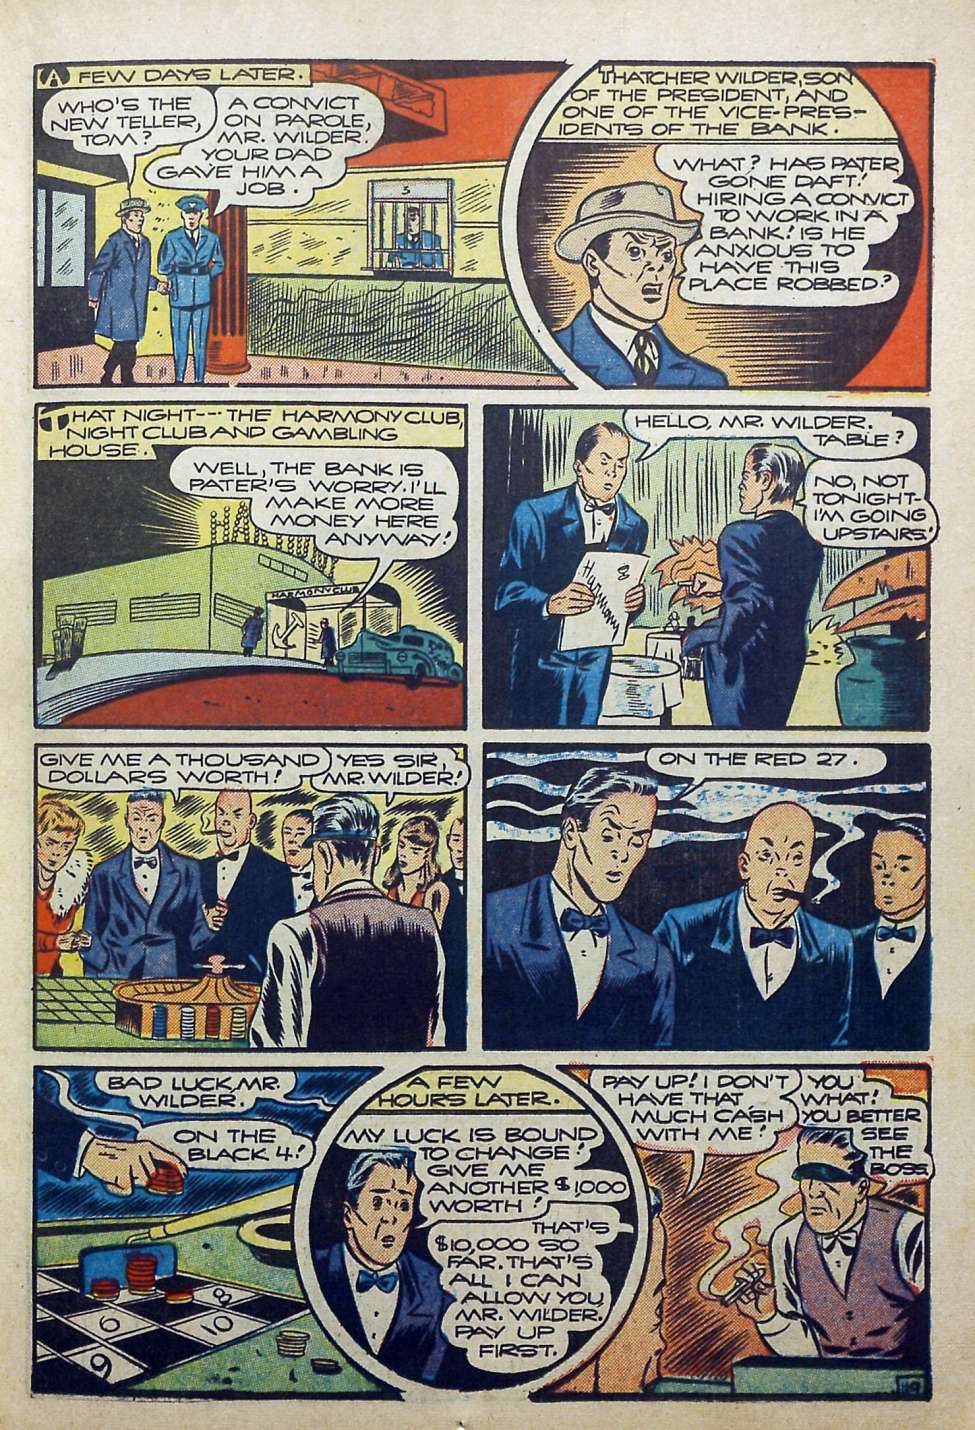 A FEW DAYS LATER.
WHO'S THE
NEW TELLER,
TOM?
A CONVICT
ON PAROLE,
MR. WILDER.
YOUR DAD
GAVE HIM A
JOB.
5
THATCHER WILDER, SON
OF THE PRESIDENT, AND
ONE OF THE VICE-PRES-
IDENTS OF THE BANK.
WHAT? HAS PATER
GONE DAFT!
HIRING A CONVICT
TO WORK IN A
BANK! IS HE
ANXIOUS TO
HAVE THIS
PLACE ROBBED?
THAT NIGHT--- THE HARMONY CLUB,
NIGHT CLUB AND GAMBLING
HOUSE.
WELL, THE BANK IS
PATER'S WORRY. I'LL
MAKE MORE
MONEY HERE
ANYWAY!
HARMONY CLUB
HELLO, MR. WILDER.
TABLE?
NO, NOT
TONIGHT-
I'M GOING
UPSTAIRS!
Harmony
GIVE ME A THOUSAND
DOLLARS WORTH!
YES SIR,
MR. WILDER!
ON THE RED 27.
BAD LUCK, MR.
WILDER.
ON THE
BLACK 4!
6
8
9
10
A FEW
HOURS LATER.
MY LUCK IS BOUND
TO CHANGE!
GIVE ME
ANOTHER $1,000
WORTH!
THAT'S
$10,000 SO
FAR. THAT'S
ALL I CAN
ALLOW YOU,
MR. WILDER.
PAY UP
FIRST.
PAY UP! I DON'T
HAVE THAT
MUCH CASH
WITH ME!
YOU
WHAT!
YOU BETTER
SEE
THE
BOSS
19